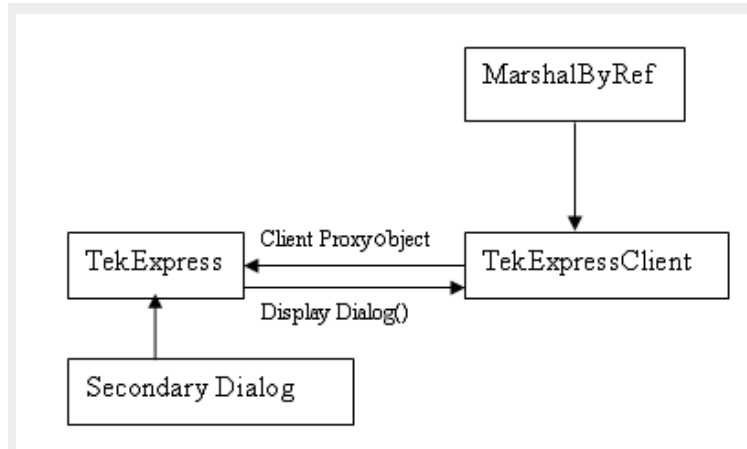 MarshalByRef
Client Proxyobject
TekExpress
TekExpressClient
Display Dialog()
Secondary Dialog